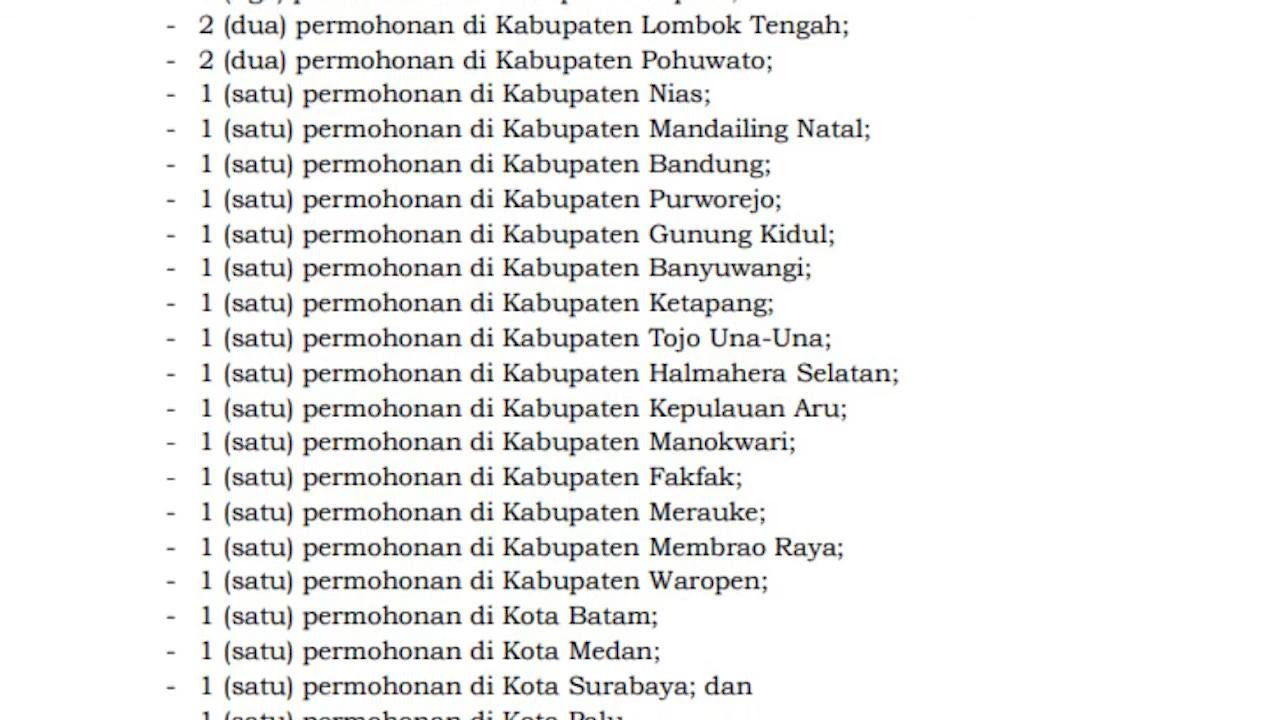 - 2 (dua) permohonan di Kabupaten Lombok Tengah;
- 2 (dua) permohonan di Kabupaten Pohuwato;
- 1 (satu) permohonan di Kabupaten Nias;
- 1 (satu) permohonan di Kabupaten Mandailing Natal;
- 1 (satu) permohonan di Kabupaten Bandung;
- 1 (satu) permohonan di Kabupaten Purworejo;
- 1 (satu) permohonan di Kabupaten Gunung Kidul;
- 1 (satu) permohonan di Kabupaten Banyuwangi;
- 1 (satu) permohonan di Kabupaten Ketapang;
- 1 (satu) permohonan di Kabupaten Tojo Una-Una;
- 1 (satu) permohonan di Kabupaten Halmahera Selatan;
- 1 (satu) permohonan di Kabupaten Kepulauan Aru;
- 1 (satu) permohonan di Kabupaten Manokwari;
- 1 (satu) permohonan di Kabupaten Fakfak;
- 1 (satu) permohonan di Kabupaten Merauke;
- 1 (satu) permohonan di Kabupaten Membrao Raya;
- 1 (satu) permohonan di Kabupaten Waropen;
- 1 (satu) permohonan di Kota Batam;
- 1 (satu) permohonan di Kota Medan;
- 1 (satu) permohonan di Kota Surabaya; dan
1 (satu) permohonan di Kota Palu